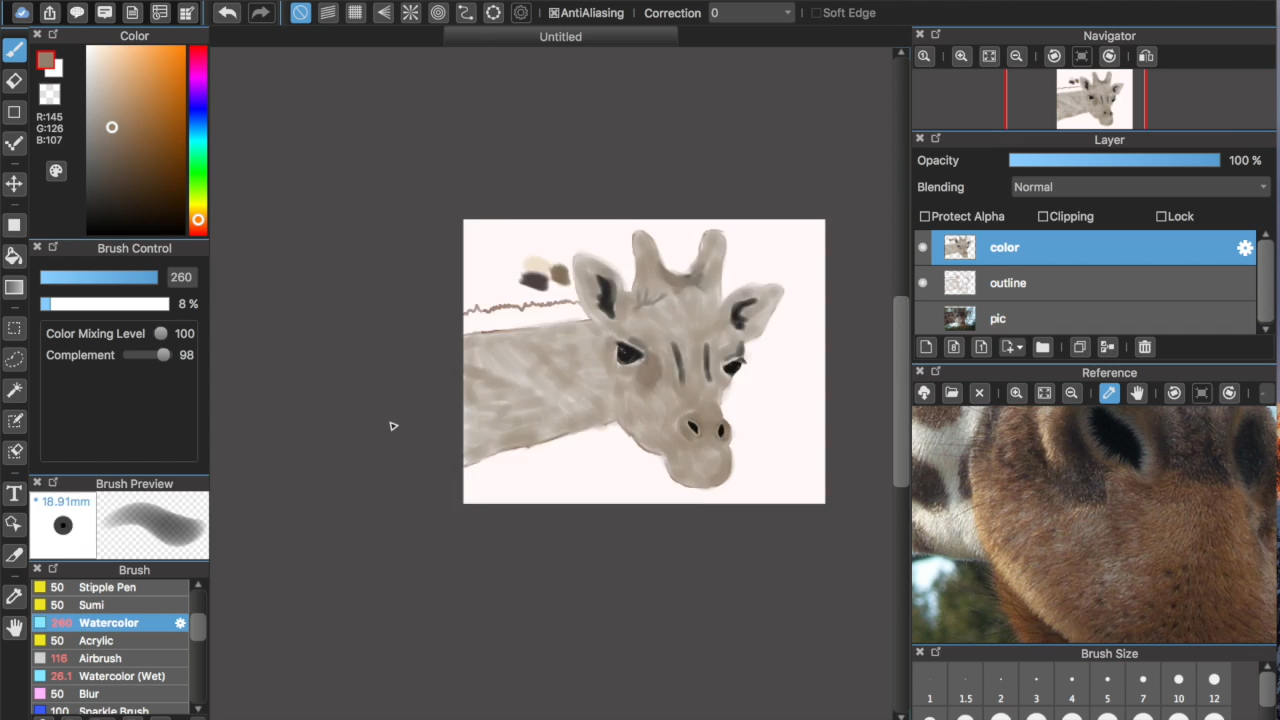 AntiAliasing
Correction
0
Soft Edge
Color
Untitled
Navigator
R:145
G:126
B:107
Layer
Opacity
100 %
Blending
Normal
Protect Alpha
Clipping
Lock
color
outline
pic
Brush Control
260
8 %
Color Mixing Level
100
Complement
98
Reference
Brush Preview
* 18.91mm
Brush
50 Stipple Pen
50 Sumi
260 Watercolor
50 Acrylic
116 Airbrush
26.1 Watercolor (Wet)
50 Blur
100 Sparkle Brush
Brush Size
1 1.5 2 3 4 5 7 10 12
T
8
1